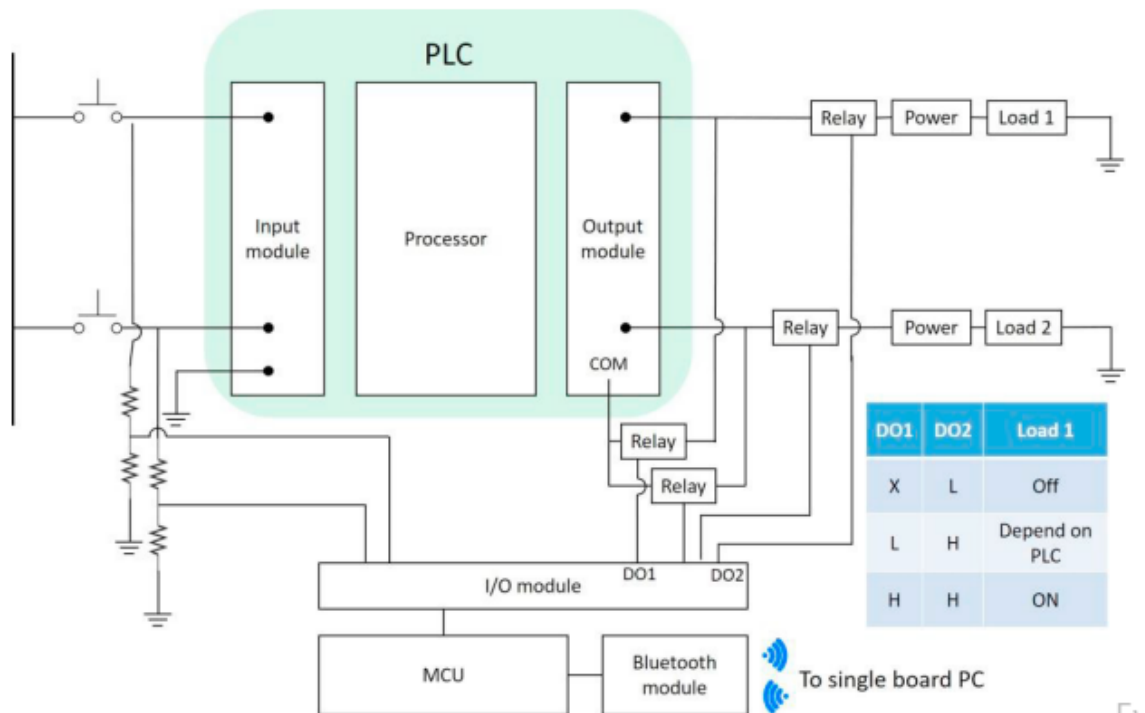 PLC
Relay
Power
Load 1
Input
module
Processor
Output
module
Relay
Power
Load 2
COM
Relay
Relay
DO1
DO2
I/O module
MCU
Bluetooth
module
To single board PC
DO1 DO2 Load 1
X L Off
L H Depend on
PLC
H H ON